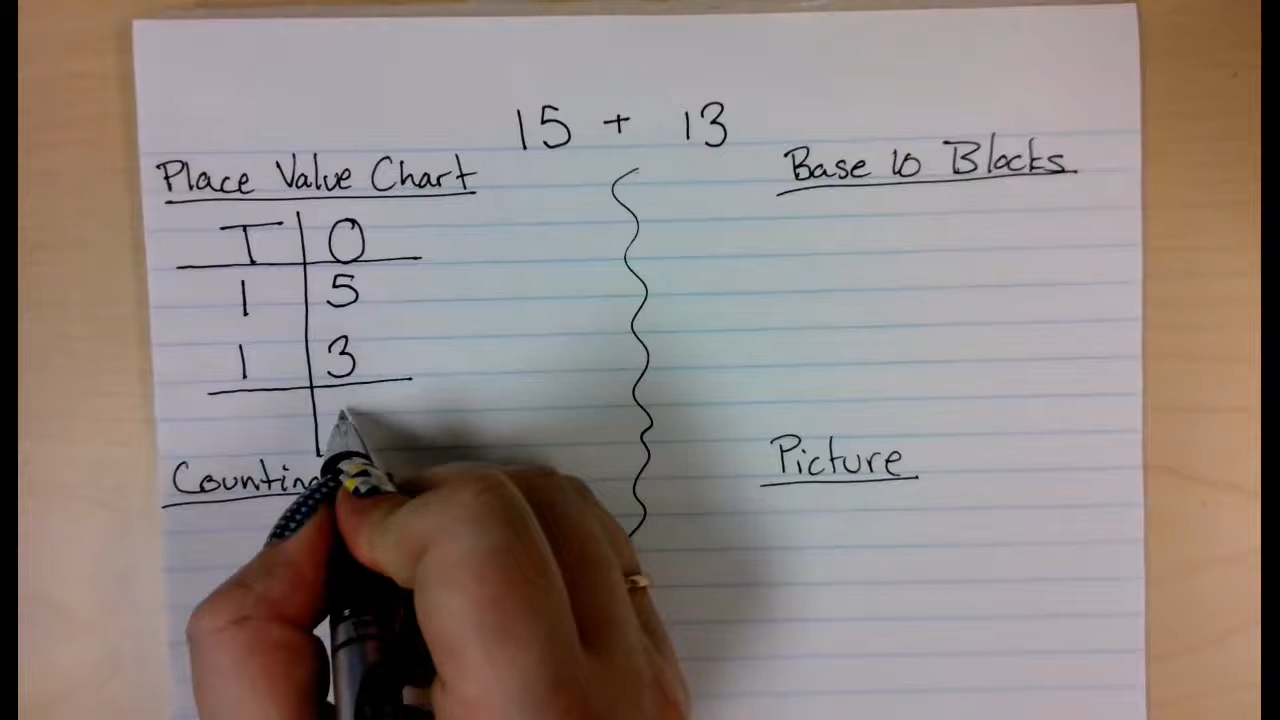 15 + 13
Place Value Chart
T O
1 5
1 3
Base 10 Blocks
Picture